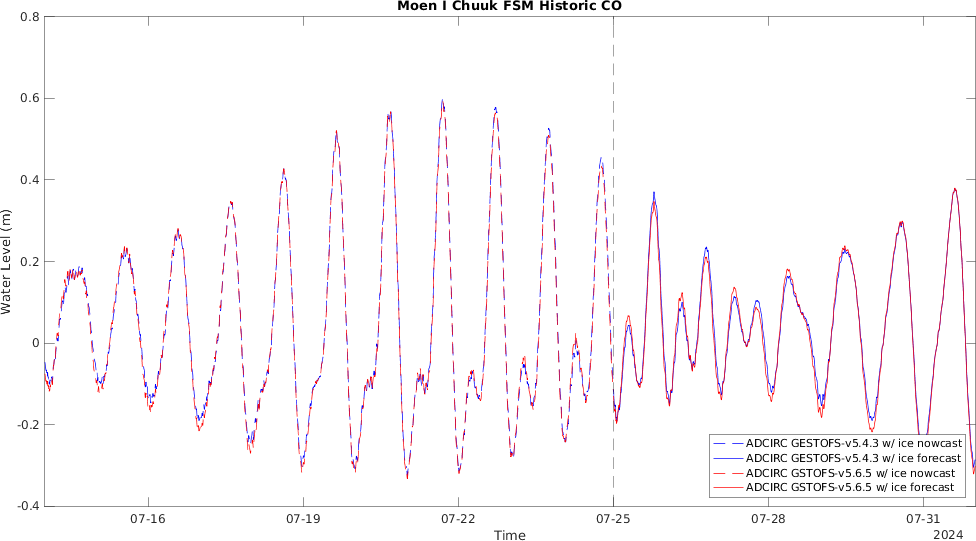 Moen I Chuuk FSM Historic CO
Water Level (m)
0.8
0.6
0.4
0.2
0
-0.2
-0.4
07-16
07-19
07-22
07-25
07-28
07-31
Time
2024
ADCIRC GESTOFS-v5.4.3 w/ ice nowcast
ADCIRC GESTOFS-v5.4.3 w/ ice forecast
ADCIRC GSTOFS-v5.6.5 w/ ice nowcast
ADCIRC GSTOFS-v5.6.5 w/ ice forecast